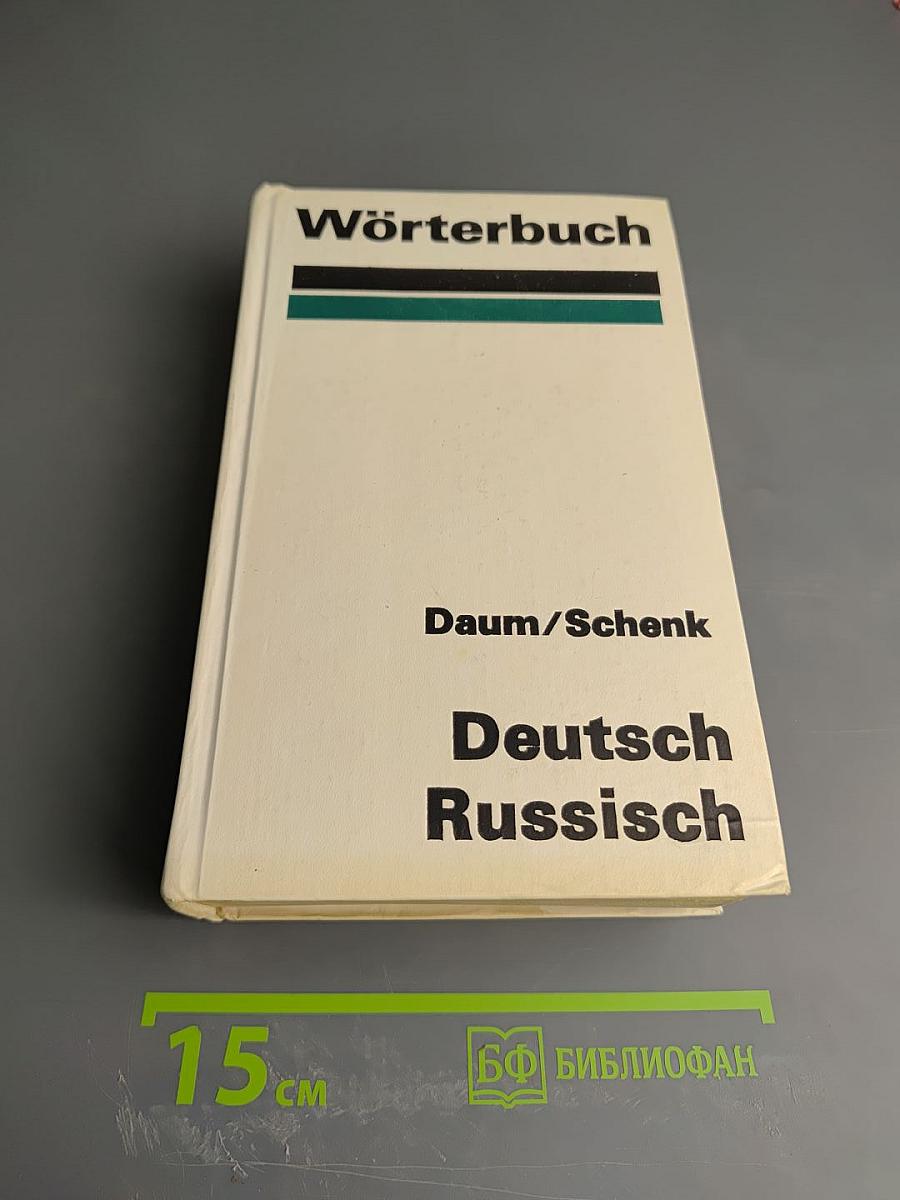 Wörterbuch
Daum/Schenk
Deutsch
Russisch
15 см
БФ БИБЛИОФАН